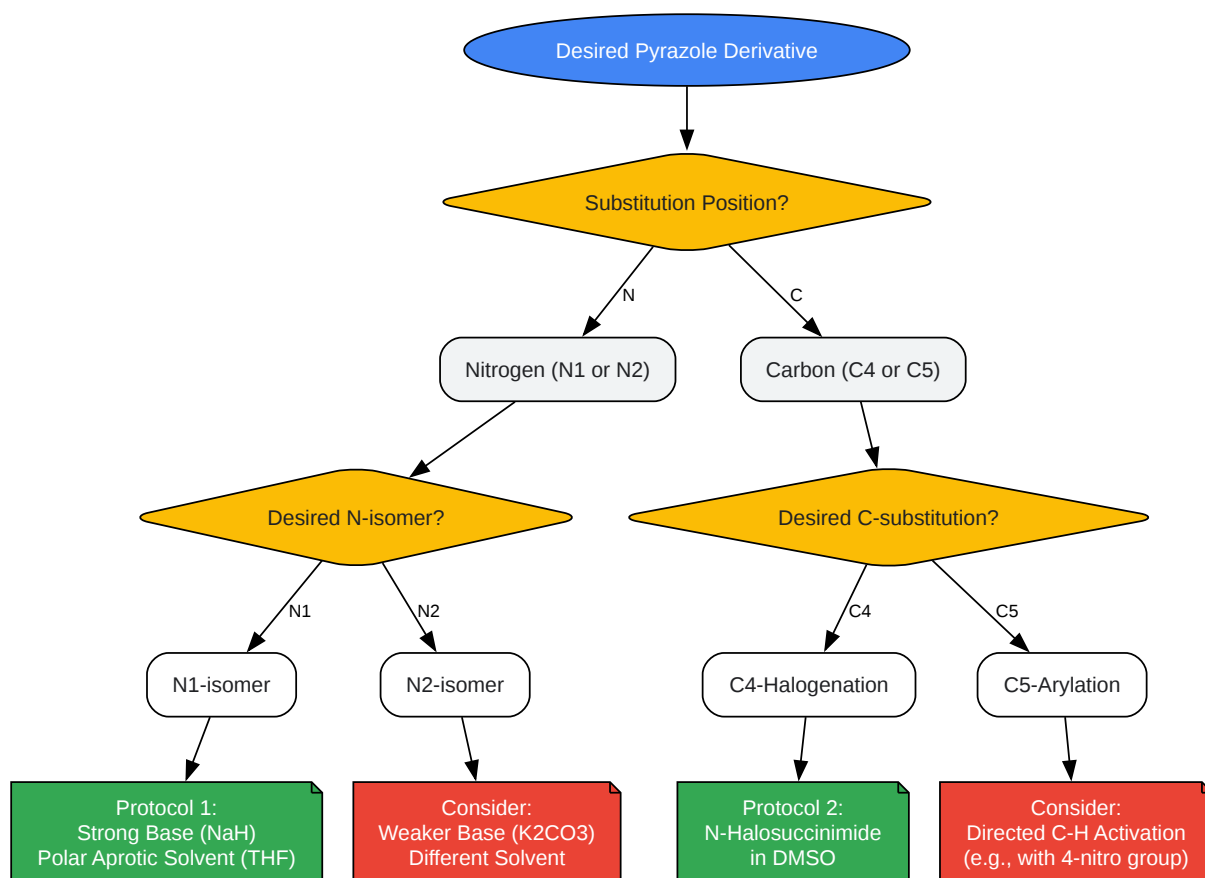 Desired Pyrazole Derivative
Substitution Position?
N
C
Nitrogen (N1 or N2)
Carbon (C4 or C5)
Desired N-isomer?
Desired C-substitution?
N1
N2
C4
C5
N1-isomer
N2-isomer
C4-Halogenation
C5-Arylation
Protocol 1:
Strong Base (NaH)
Polar Aprotic Solvent (THF)
Consider:
Weaker Base (K2CO3)
Different Solvent
Protocol 2:
N-Halosuccinimide
in DMSO
Consider:
Directed C-H Activation
(e.g., with 4-nitro group)